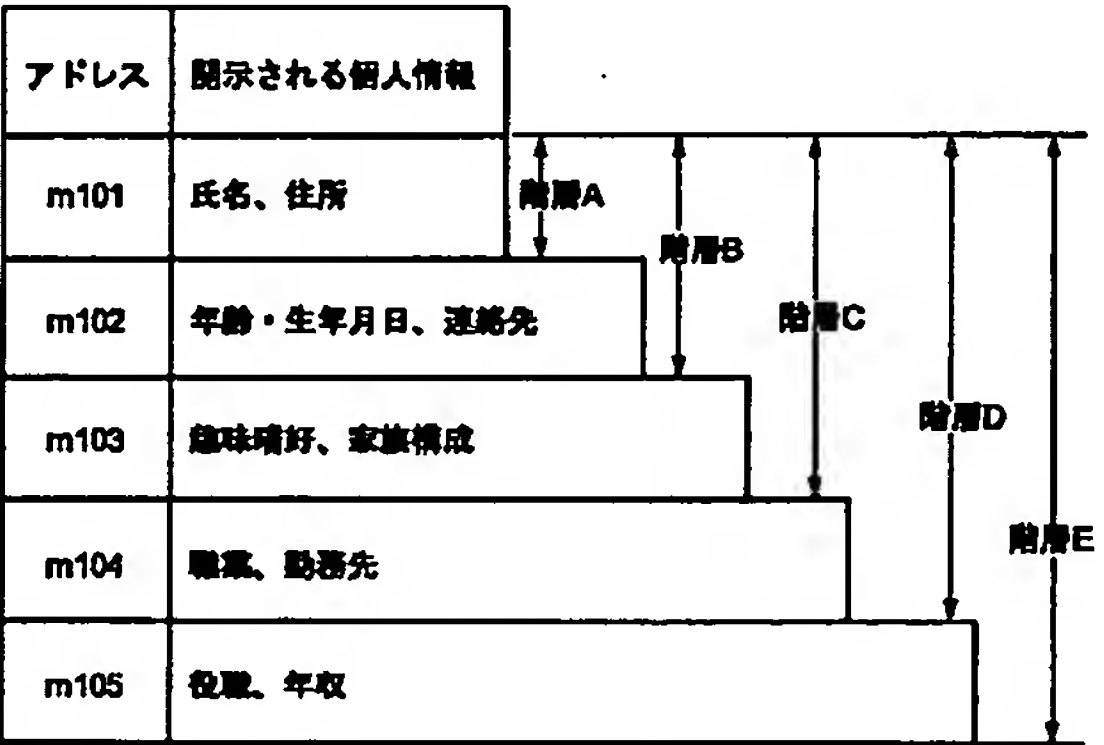 アドレス 開示される個人情報
m101 氏名、住所
階層A
階層B
m102 年齢・生年月日、連絡先
階層C
m103 趣味嗜好、家族構成
階層D
m104 職業、勤務先
階層E
m105 役職、年収